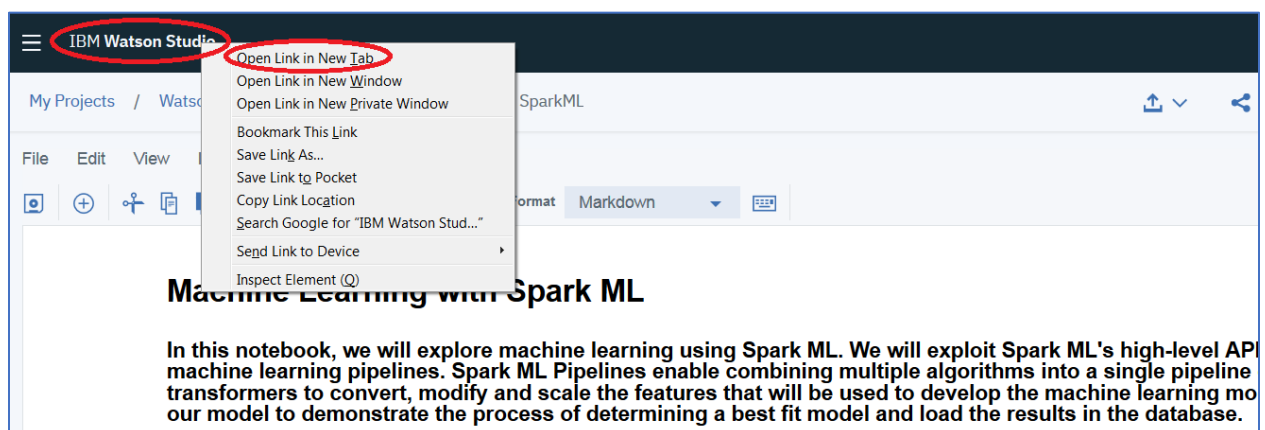 IBM Watson Studio
Open Link in New Tab
Open Link in New Window
Open Link in New Private Window
Bookmark This Link
Save Link As...
Save Link to Pocket
Copy Link Location
Search Google for "IBM Watson Stud..."
Send Link to Device
Inspect Element (Q)
My Projects / SparkML
File Edit View
Markdown
Machine Learning with Spark ML
In this notebook, we will explore machine learning using Spark ML. We will exploit Spark ML's high-level API
machine learning pipelines. Spark ML Pipelines enable combining multiple algorithms into a single pipeline
transformers to convert, modify and scale the features that will be used to develop the machine learning
our model to demonstrate the process of determining a best fit model and load the results in the database.